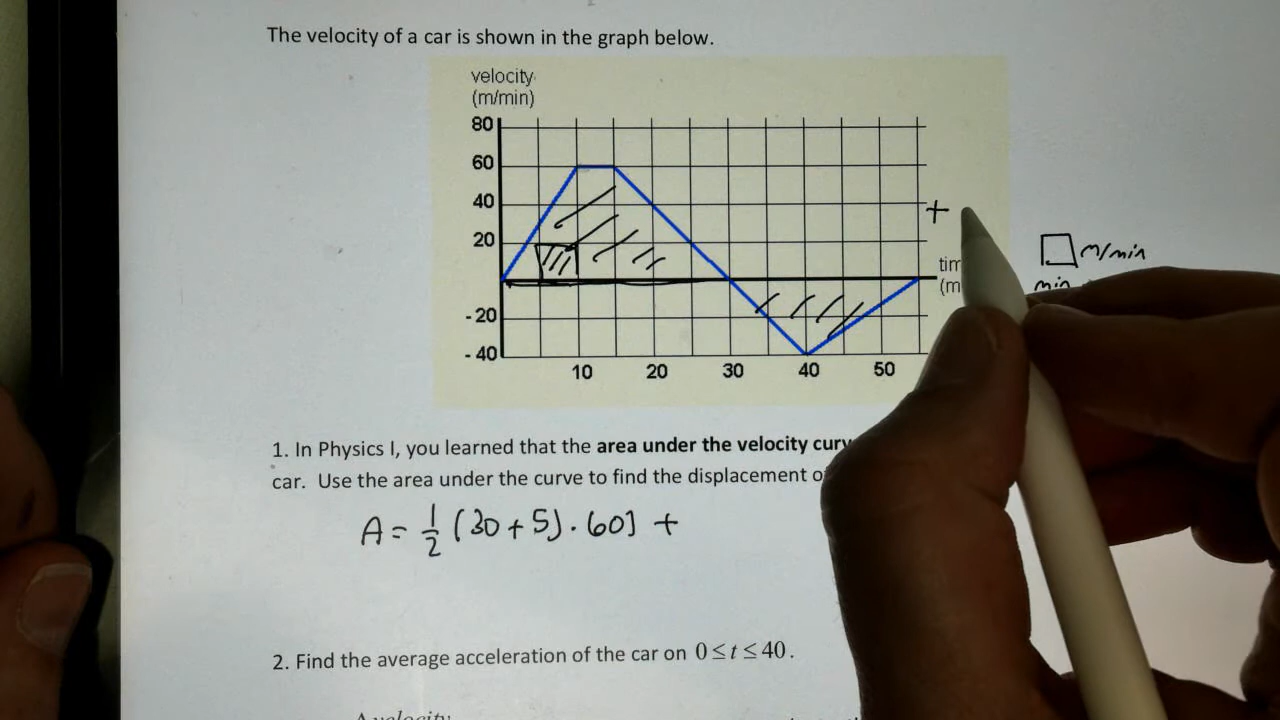 The velocity of a car is shown in the graph below.
velocity
(m/min)
80
60
40
20
-20
-40
10 20 30 40 50
+
m/min
min
1. In Physics I, you learned that the area under the velocity
car. Use the area under the curve to find the displacement
A = 1/2 (30 + 5) . 60] +
2. Find the average acceleration of the car on 0 ≤ t ≤ 40.